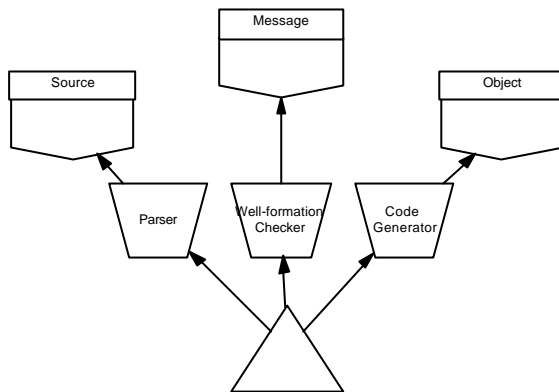 Message
Source
Object
Parser
Well-formation
Checker
Code
Generator